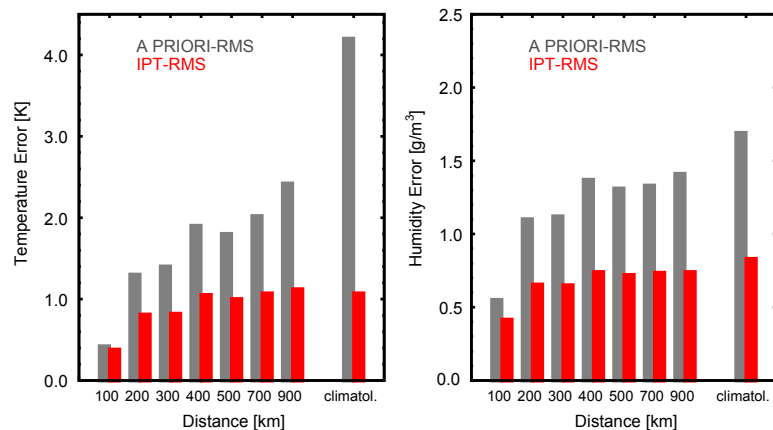 A PRIORI-RMS
IPT-RMS
Temperature Error [K]
4.0
3.0
2.0
1.0
0.0
100 200 300 400 500 700 900 climatol.
Distance [km]
A PRIORI-RMS
IPT-RMS
Humidity Error [g/m³]
2.5
2.0
1.5
1.0
0.5
0.0
100 200 300 400 500 700 900 climatol.
Distance [km]